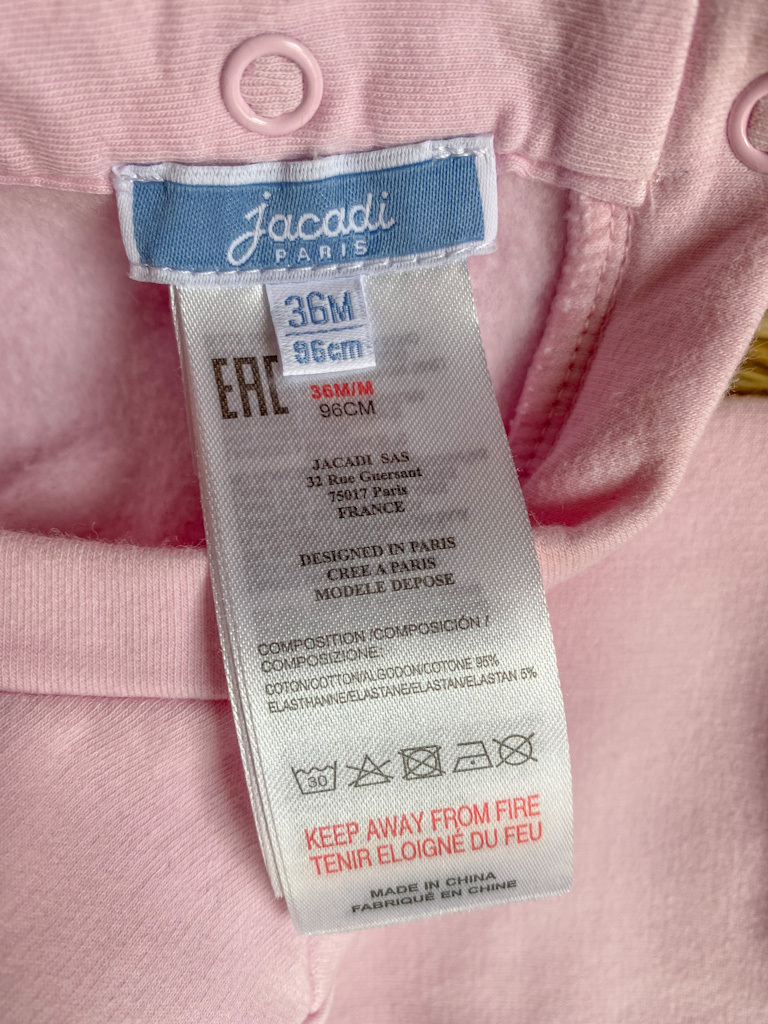 jacadi
PARIS
36M
96cm
EAC
36M/M
96CM
JACADI SAS
32 Rue Guersant
75017 Paris
FRANCE
DESIGNED IN PARIS
CREE A PARIS
MODELE DEPOSE
COMPOSITION /COMPOSICIÓN /
COMPOSIZIONE:
COTON/COTTON/ALGODON/COTONE 95%
ELASTHANNE/ELASTANE/ELASTAN/ELASTAN 5%
30
KEEP AWAY FROM FIRE
TENIR ELOIGNÉ DU FEU
MADE IN CHINA
FABRIQUÉ EN CHINE